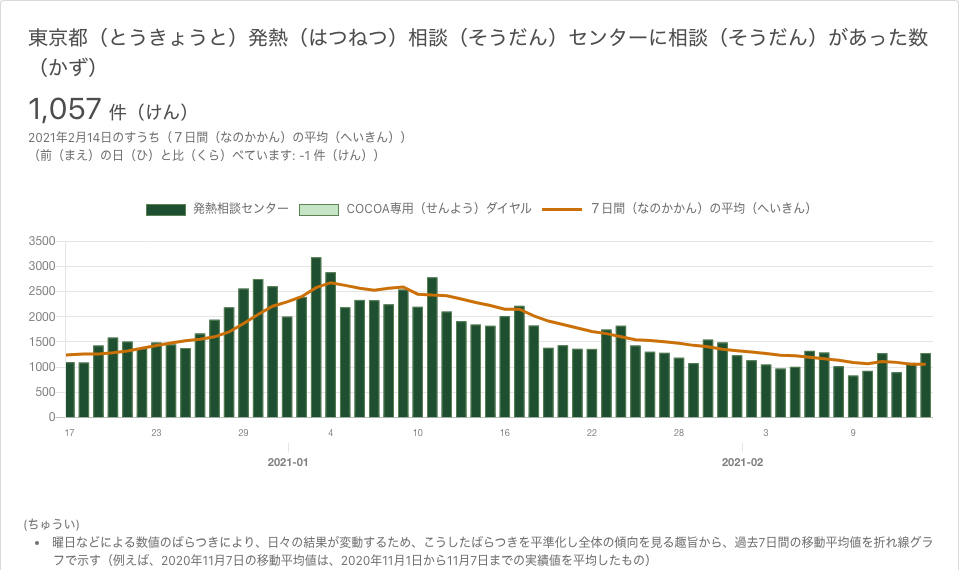 東京都（とうきょうと）発熱（はつねつ）相談（そうだん）センターに相談（そうだん）があった数
（かず）
1,057 件（けん）
2021年2月14日のすうち（７日間（なのかかん）の平均（へいきん））
（前（まえ）の日（ひ）と比（くら）べています: -1 件（けん））
発熱相談センター COCOA専用（せんよう）ダイヤル ７日間（なのかかん）の平均（へいきん）
3500
3000
2500
2000
1500
1000
500
0
17 23 29 4 10 16 22 28 3 9
2021-01 2021-02
(ちゅうい)
• 曜日などによる数値のばらつきにより、日々の結果が変動するため、こうしたばらつきを平準化し全体の傾向を見る趣旨から、過去7日間の移動平均値を折れ線グラ
フで示す（例えば、2020年11月7日の移動平均値は、2020年11月1日から11月7日までの実績値を平均したもの）